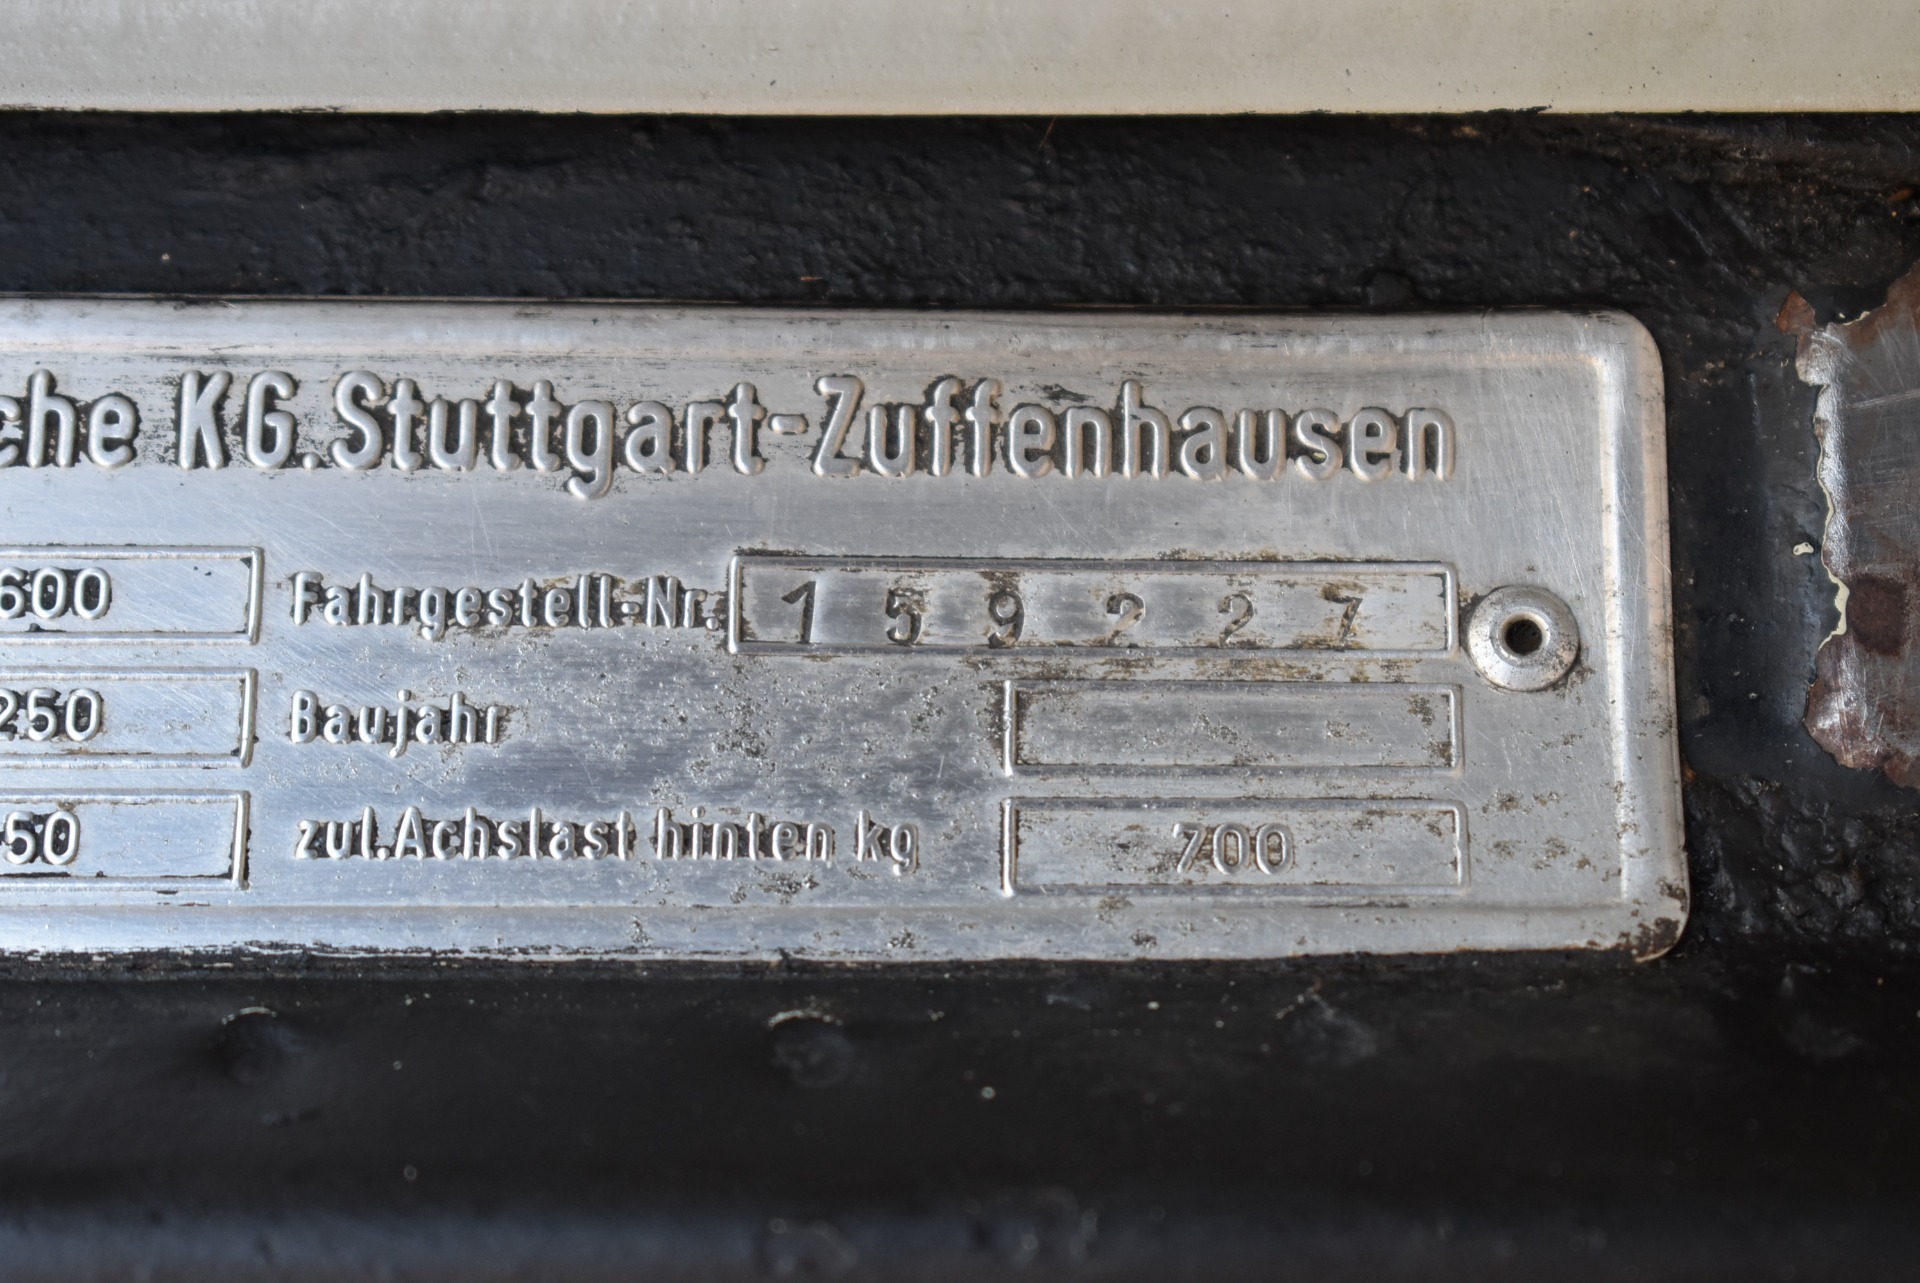 che KG. Stuttgart-Zuffenhausen
600 Fahrgestell-Nr. 159227
250 Baujahr
50 zul. Achslast hinten kg 700